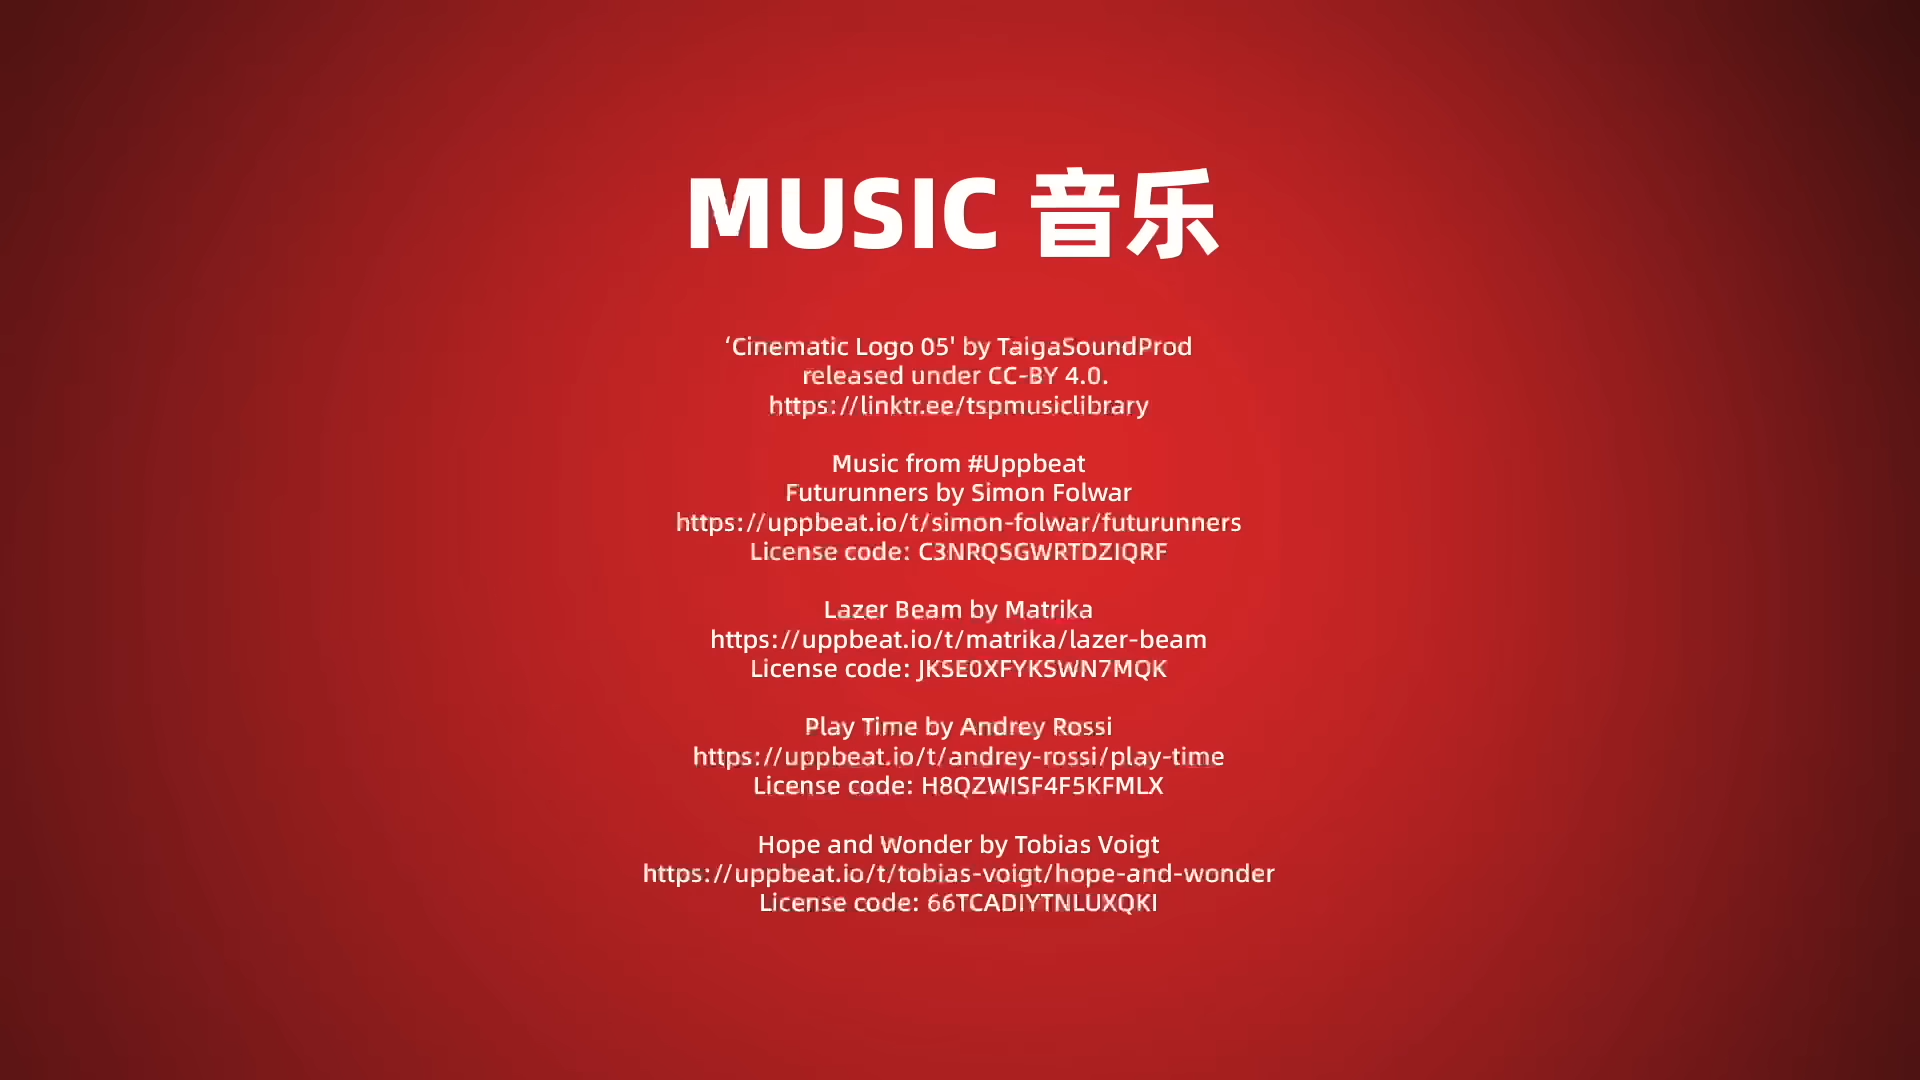 MUSIC 音乐
‘Cinematic Logo 05' by TaigaSoundProd
released under CC-BY 4.0.
https://linktr.ee/tspmusiclibrary
Music from #Uppbeat
Futurunners by Simon Folwar
https://uppbeat.io/t/simon-folwar/futurunners
License code: C3NRQSGWRTDZIQRF
Lazer Beam by Matrika
https://uppbeat.io/t/matrika/lazer-beam
License code: JKSE0XFYKSWN7MQK
Play Time by Andrey Rossi
https://uppbeat.io/t/andrey-rossi/play-time
License code: H8QZWISF4F5KFMLX
Hope and Wonder by Tobias Voigt
https://uppbeat.io/t/tobias-voigt/hope-and-wonder
License code: 66TCADIYTNLUXQKI